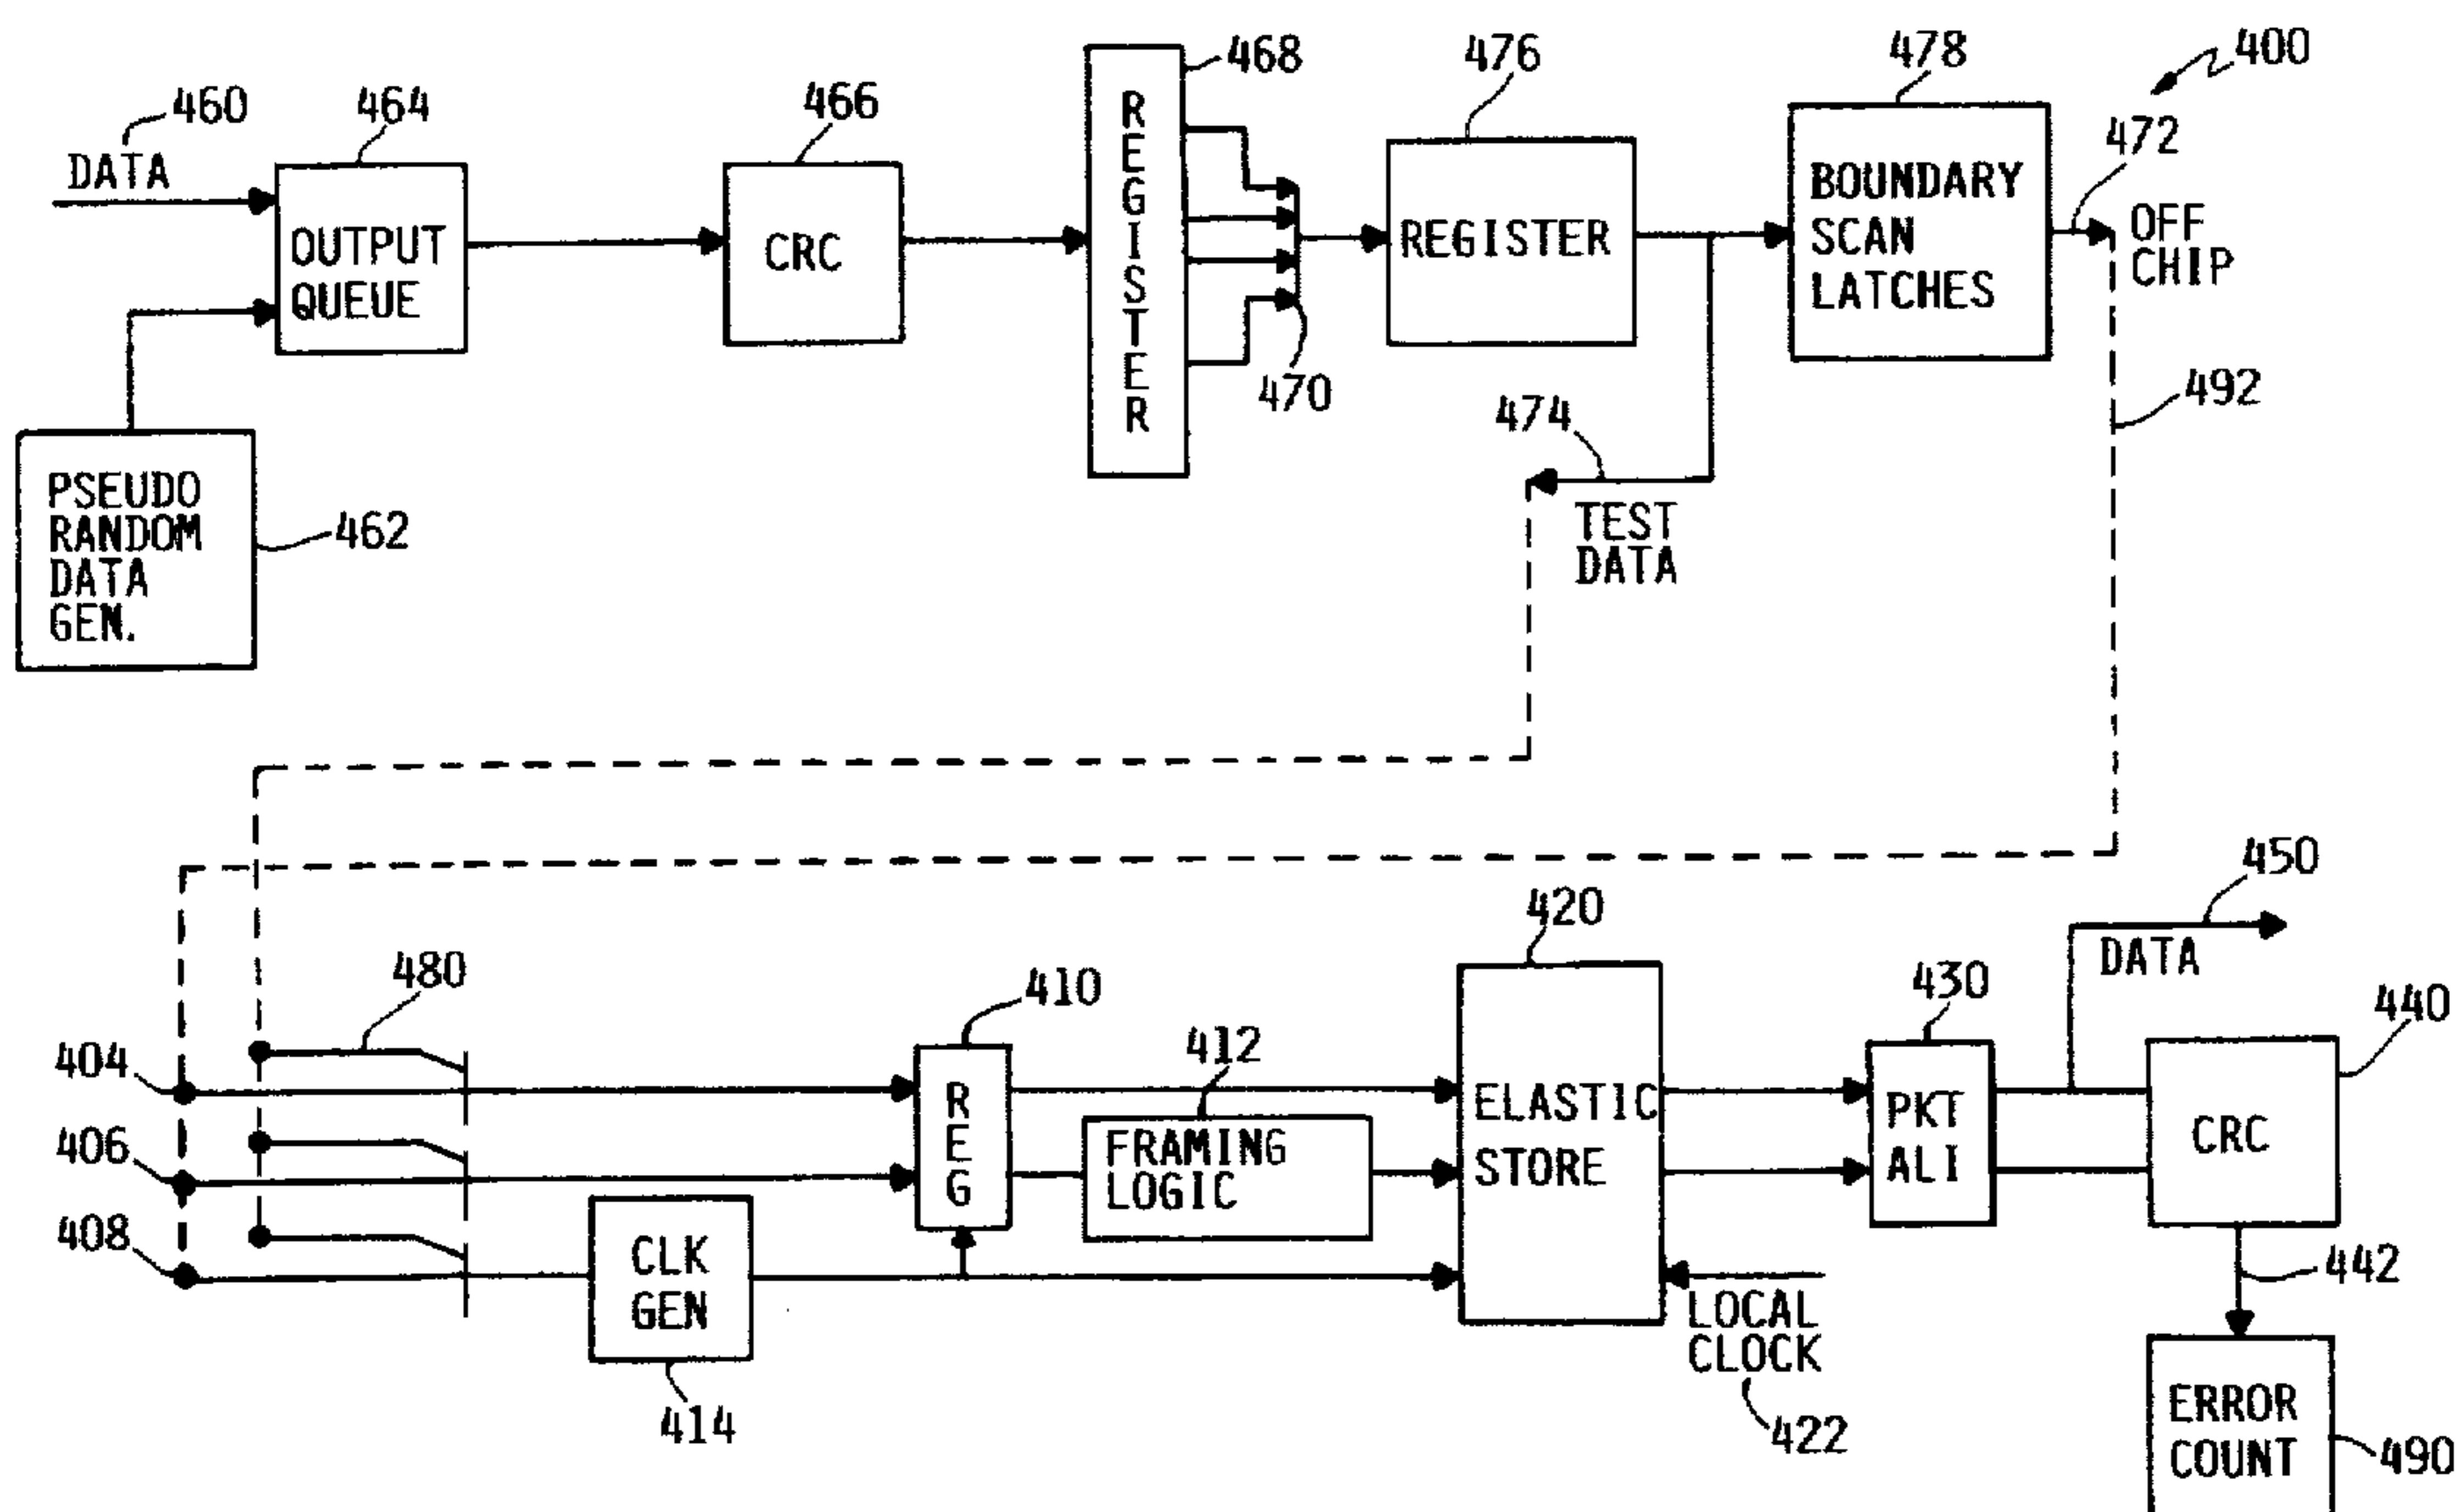 400
460
DATA
464
OUTPUT
QUEUE
PSEUDO
RANDOM
DATA
GEN.
462
466
CRC
468
REGISTER
470
476
REGISTER
474
TEST
DATA
478
BOUNDARY
SCAN
LATCHES
472
OFF
CHIP
492
480
404
406
408
CLK
GEN
414
410
REG
412
FRAMING
LOGIC
420
ELASTIC
STORE
LOCAL
CLOCK
422
430
PKT
ALI
450
DATA
440
CRC
442
ERROR
COUNT
490